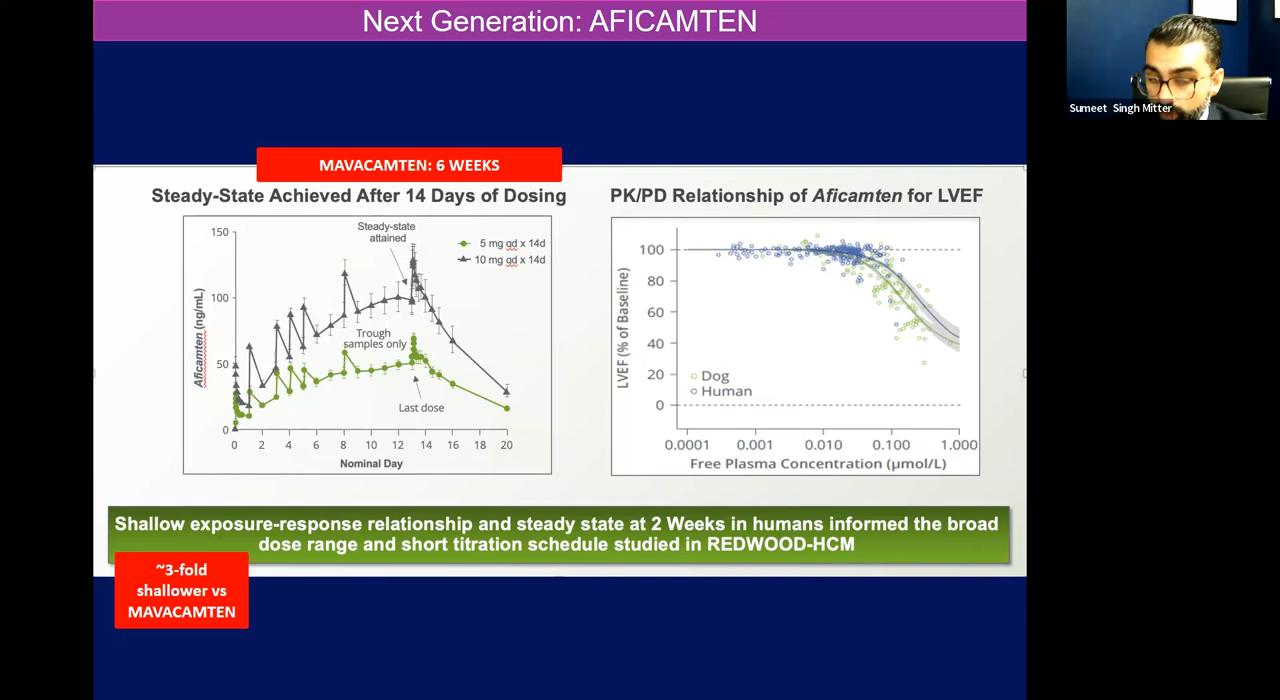 Next Generation: AFICAMTEN
Sumeet Singh Mitter
MAVACAMTEN: 6 WEEKS
Steady-State Achieved After 14 Days of Dosing
Steady-state
attained
5 mg qd x 14d
10 mg qd x 14d
Trough
samples only
Last dose
Aficamten (ng/mL)
150
100
50
0
0 2 4 6 8 10 12 14 16 18 20
Nominal Day
PK/PD Relationship of Aficamten for LVEF
LVEF (% of Baseline)
100
80
60
40
20
0
Dog
Human
0.0001 0.001 0.010 0.100 1.000
Free Plasma Concentration (µmol/L)
Shallow exposure-response relationship and steady state at 2 Weeks in humans informed the broad
dose range and short titration schedule studied in REDWOOD-HCM
~3-fold
shallower vs
MAVACAMTEN